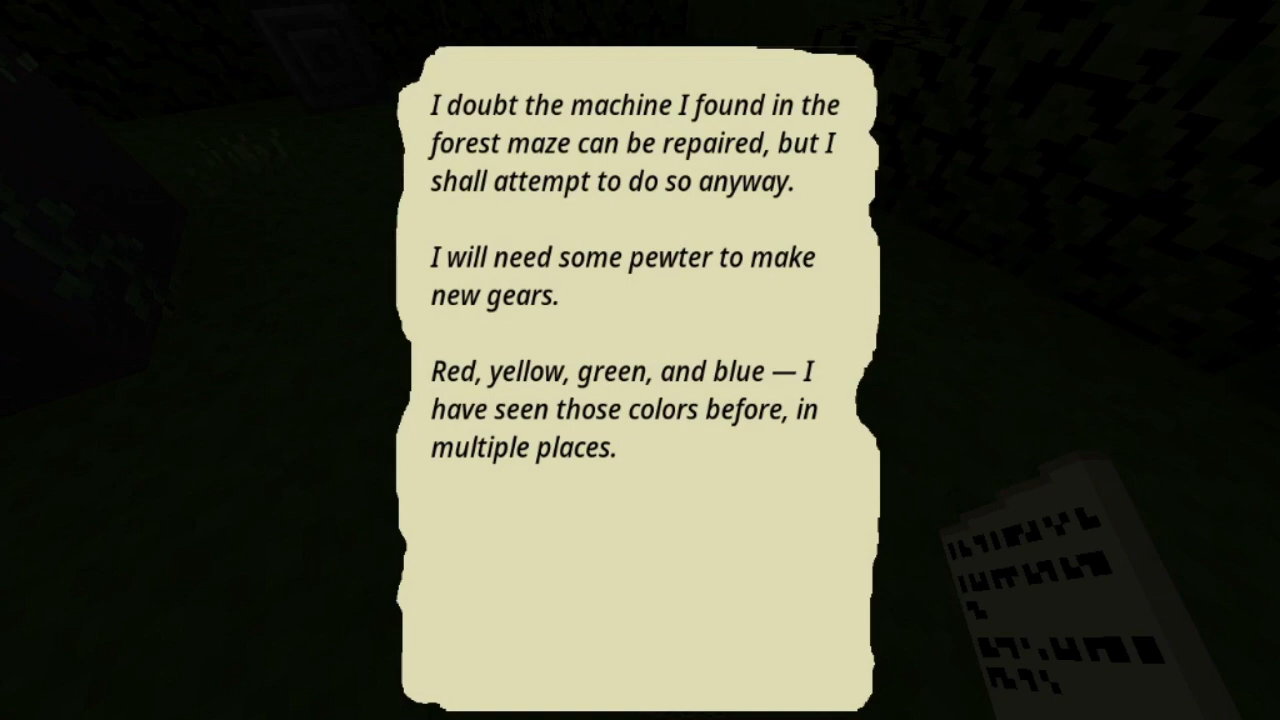 I doubt the machine I found in the
forest maze can be repaired, but I
shall attempt to do so anyway.
I will need some pewter to make
new gears.
Red, yellow, green, and blue — I
have seen those colors before, in
multiple places.